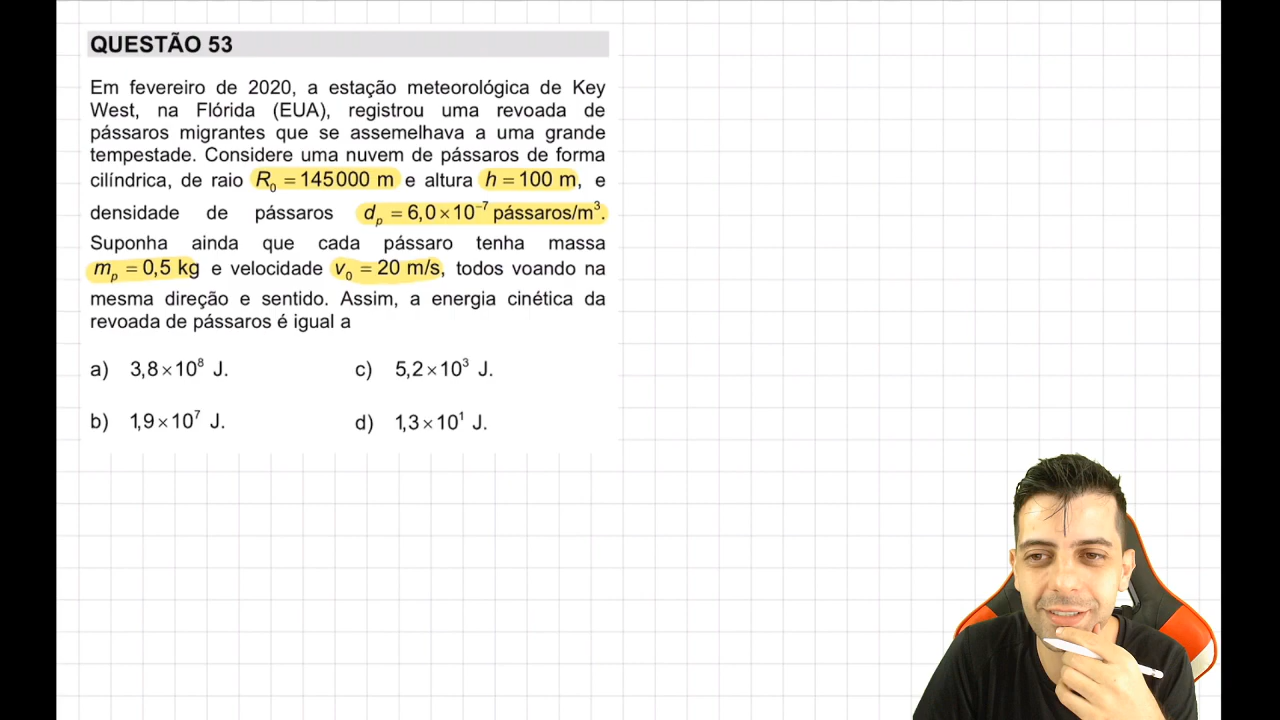 QUESTÃO 53
Em fevereiro de 2020, a estação meteorológica de Key
West, na Flórida (EUA), registrou uma revoada de
pássaros migrantes que se assemelhava a uma grande
tempestade. Considere uma nuvem de pássaros de forma
cilíndrica, de raio R₀ = 145 000 m e altura h = 100 m, e
densidade de pássaros dₚ = 6,0 × 10⁻⁷ pássaros/m³.
Suponha ainda que cada pássaro tenha massa
mₚ = 0,5 kg e velocidade v₀ = 20 m/s, todos voando na
mesma direção e sentido. Assim, a energia cinética da
revoada de pássaros é igual a
a) 3,8 × 10⁸ J. c) 5,2 × 10³ J.
b) 1,9 × 10⁷ J. d) 1,3 × 10¹ J.